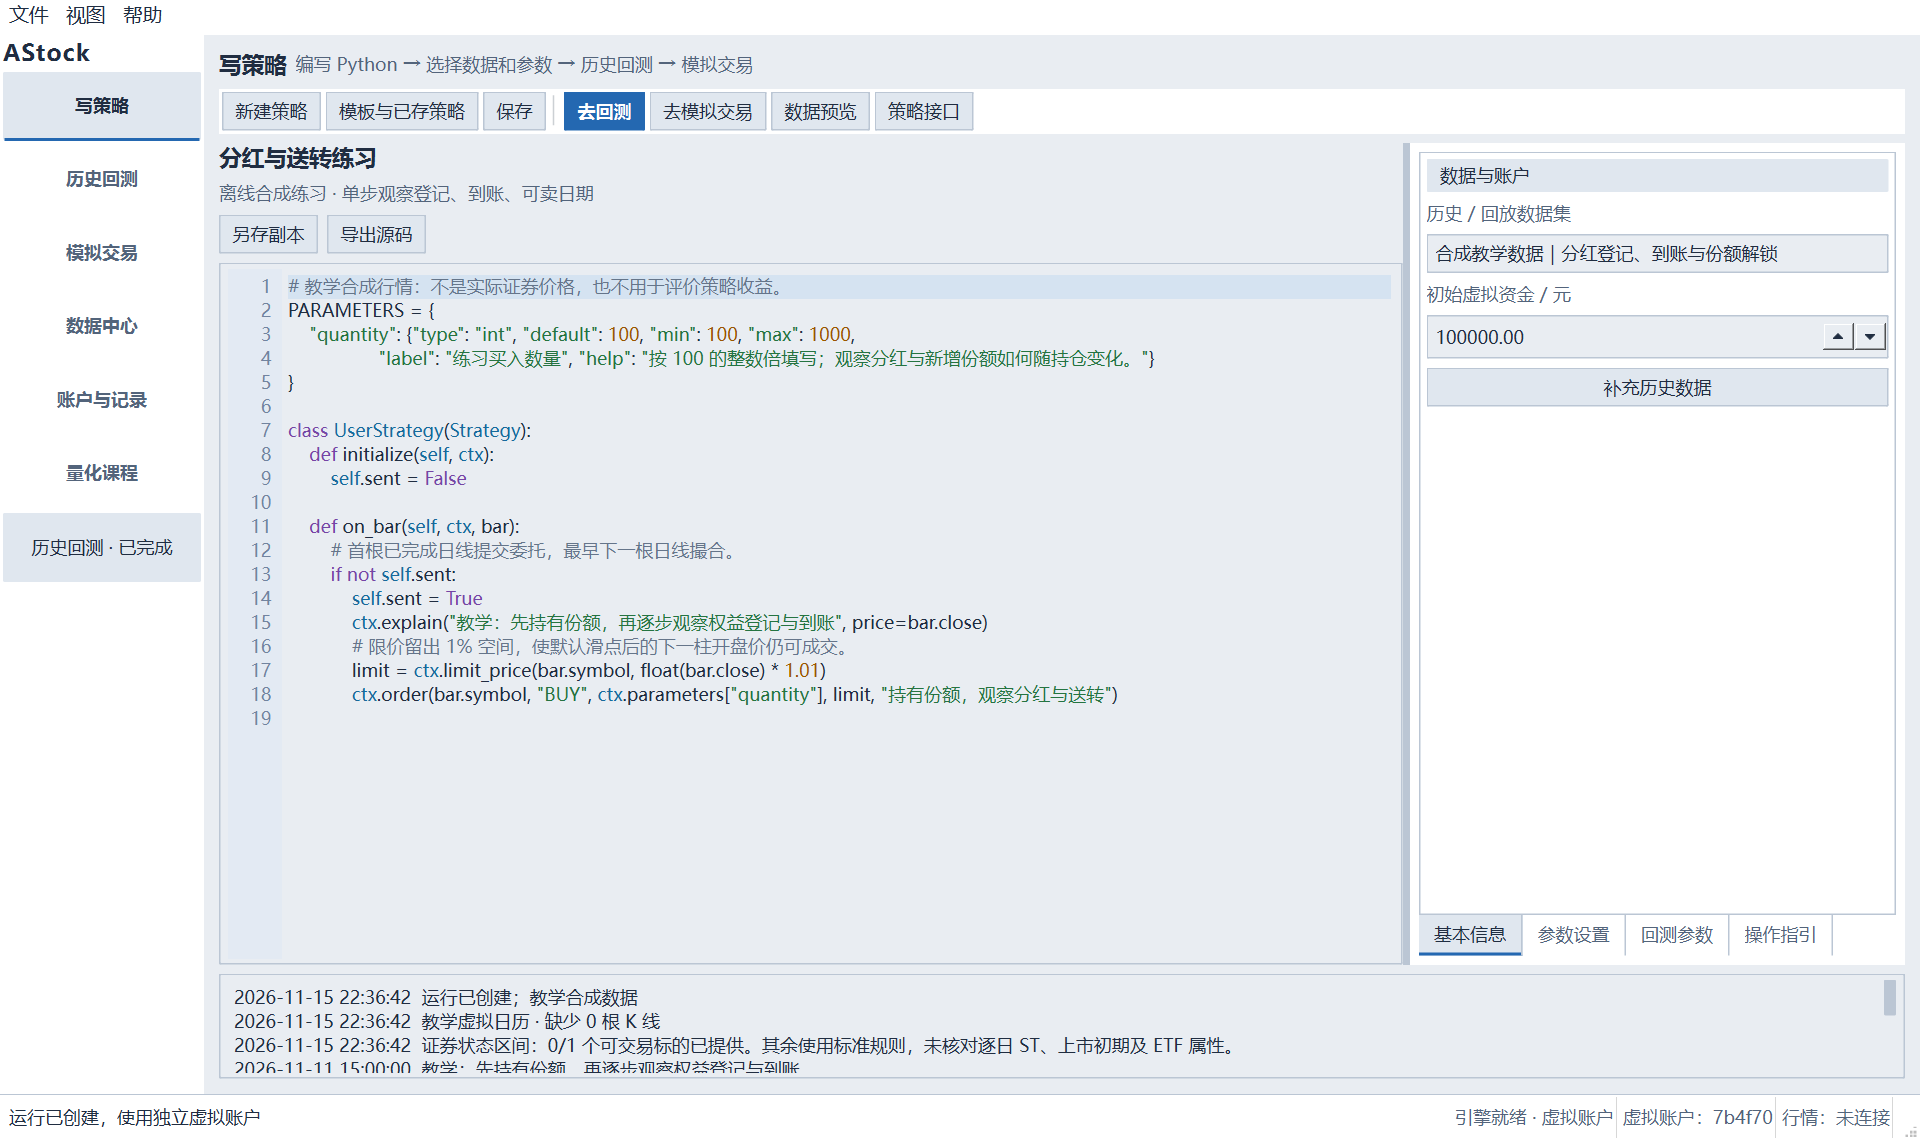 文件 视图 帮助
AStock
写策略
历史回测
模拟交易
数据中心
账户与记录
量化课程
历史回测 · 已完成
写策略 编写 Python → 选择数据和参数 → 历史回测 → 模拟交易
新建策略 模板与已存策略 保存 去回测 去模拟交易 数据预览 策略接口
分红与送转练习
离线合成练习 · 单步观察登记、到账、可卖日期
另存副本 导出源码
1 # 教学合成行情：不是实际证券价格，也不用于评价策略收益。
2 PARAMETERS = {
3 "quantity": {"type": "int", "default": 100, "min": 100, "max": 1000,
4 "label": "练习买入数量", "help": "按 100 的整数倍填写；观察分红与新增份额如何随持仓变化。"}
5 }
6
7 class UserStrategy(Strategy):
8 def initialize(self, ctx):
9 self.sent = False
10
11 def on_bar(self, ctx, bar):
12 # 首根已完成日线提交委托，最早下一根日线撮合。
13 if not self.sent:
14 self.sent = True
15 ctx.explain("教学：先持有份额，再逐步观察权益登记与到账", price=bar.close)
16 # 限价留出 1% 空间，使默认滑点后的下一柱开盘价仍可成交。
17 limit = ctx.limit_price(bar.symbol, float(bar.close) * 1.01)
18 ctx.order(bar.symbol, "BUY", ctx.parameters["quantity"], limit, "持有份额，观察分红与送转")
19
数据与账户
历史 / 回放数据集
合成教学数据 | 分红登记、到账与份额解锁
初始虚拟资金 / 元
100000.00
补充历史数据
基本信息 参数设置 回测参数 操作指引
2026-11-15 22:36:42 运行已创建；教学合成数据
2026-11-15 22:36:42 教学虚拟日历 · 缺少 0 根 K 线
2026-11-15 22:36:42 证券状态区间：0/1 个可交易标的已提供。其余使用标准规则，未核对逐日 ST、上市初期及 ETF 属性。
2026-11-11 15:00:00 教学：先持有份额，再逐步观察权益登记与到账
运行已创建，使用独立虚拟账户
引擎就绪 · 虚拟账户 虚拟账户：7b4f70 行情：未连接